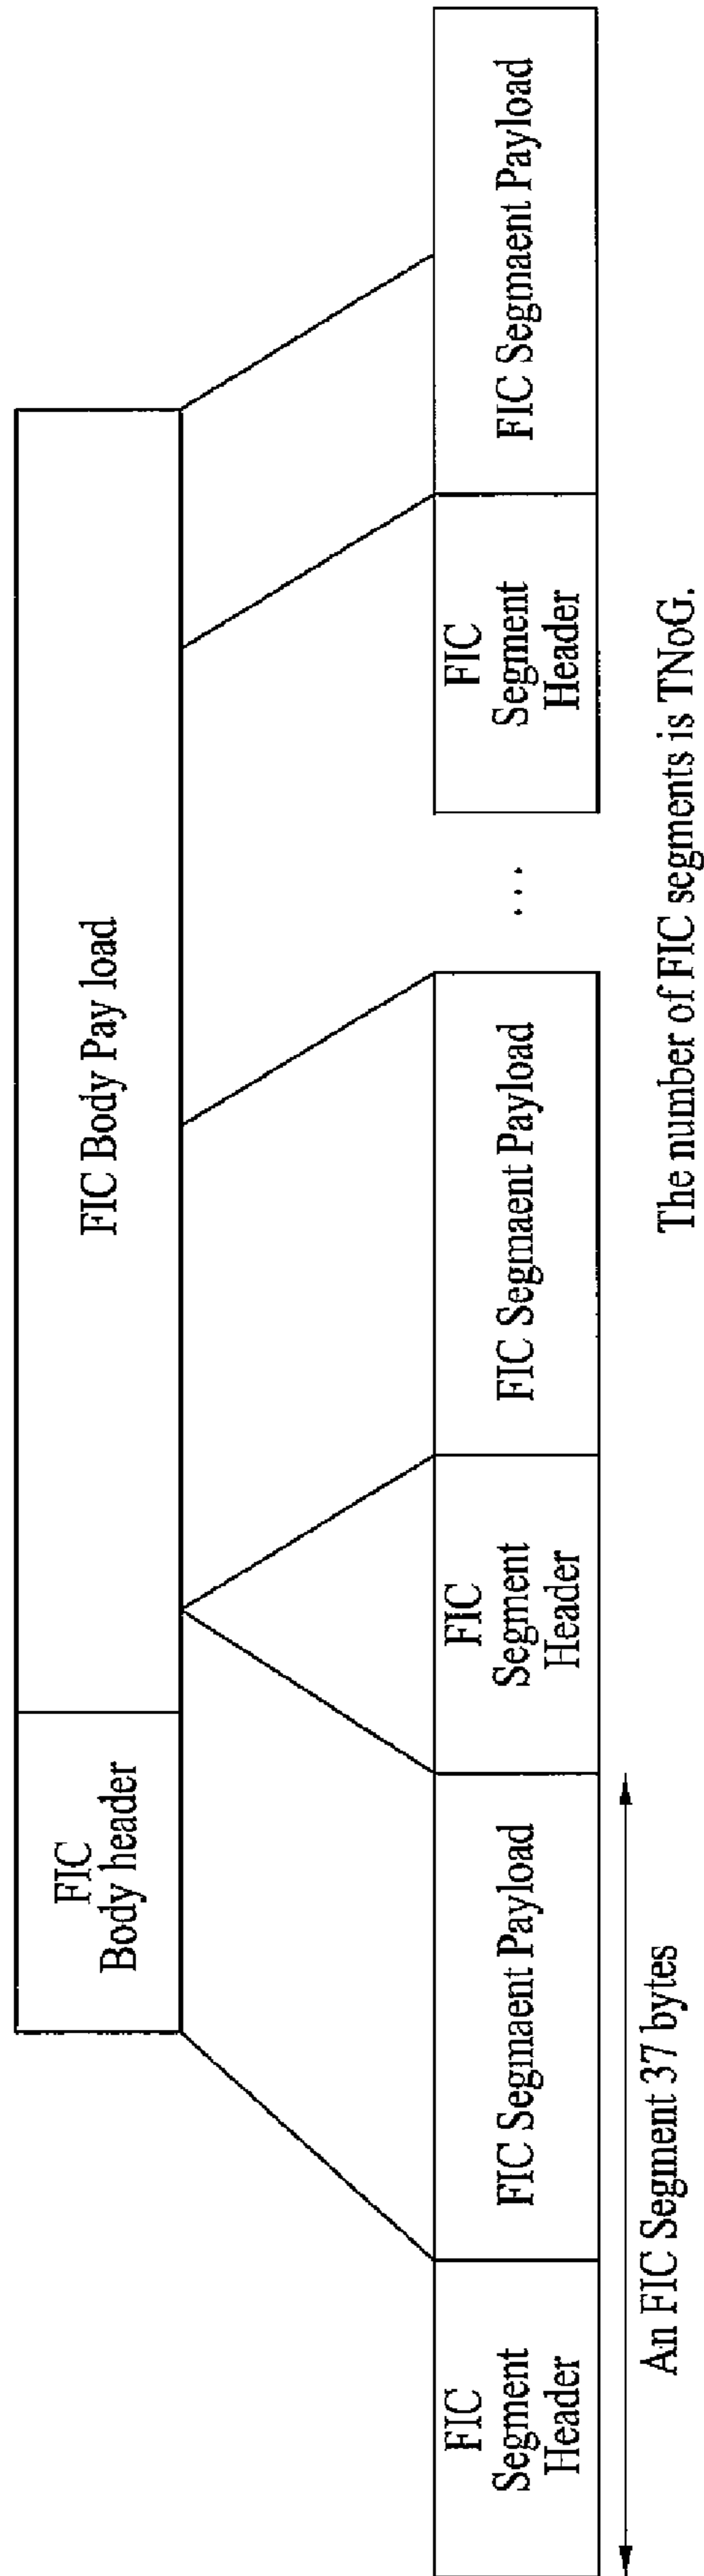 FIC
Body header
FIC Body Pay load
FIC
Segment
Header
FIC Segmaent Payload
FIC
Segment
Header
FIC Segmaent Payload
...
FIC
Segment
Header
FIC Segmaent Payload
An FIC Segment 37 bytes
The number of FIC segments is TNoG.